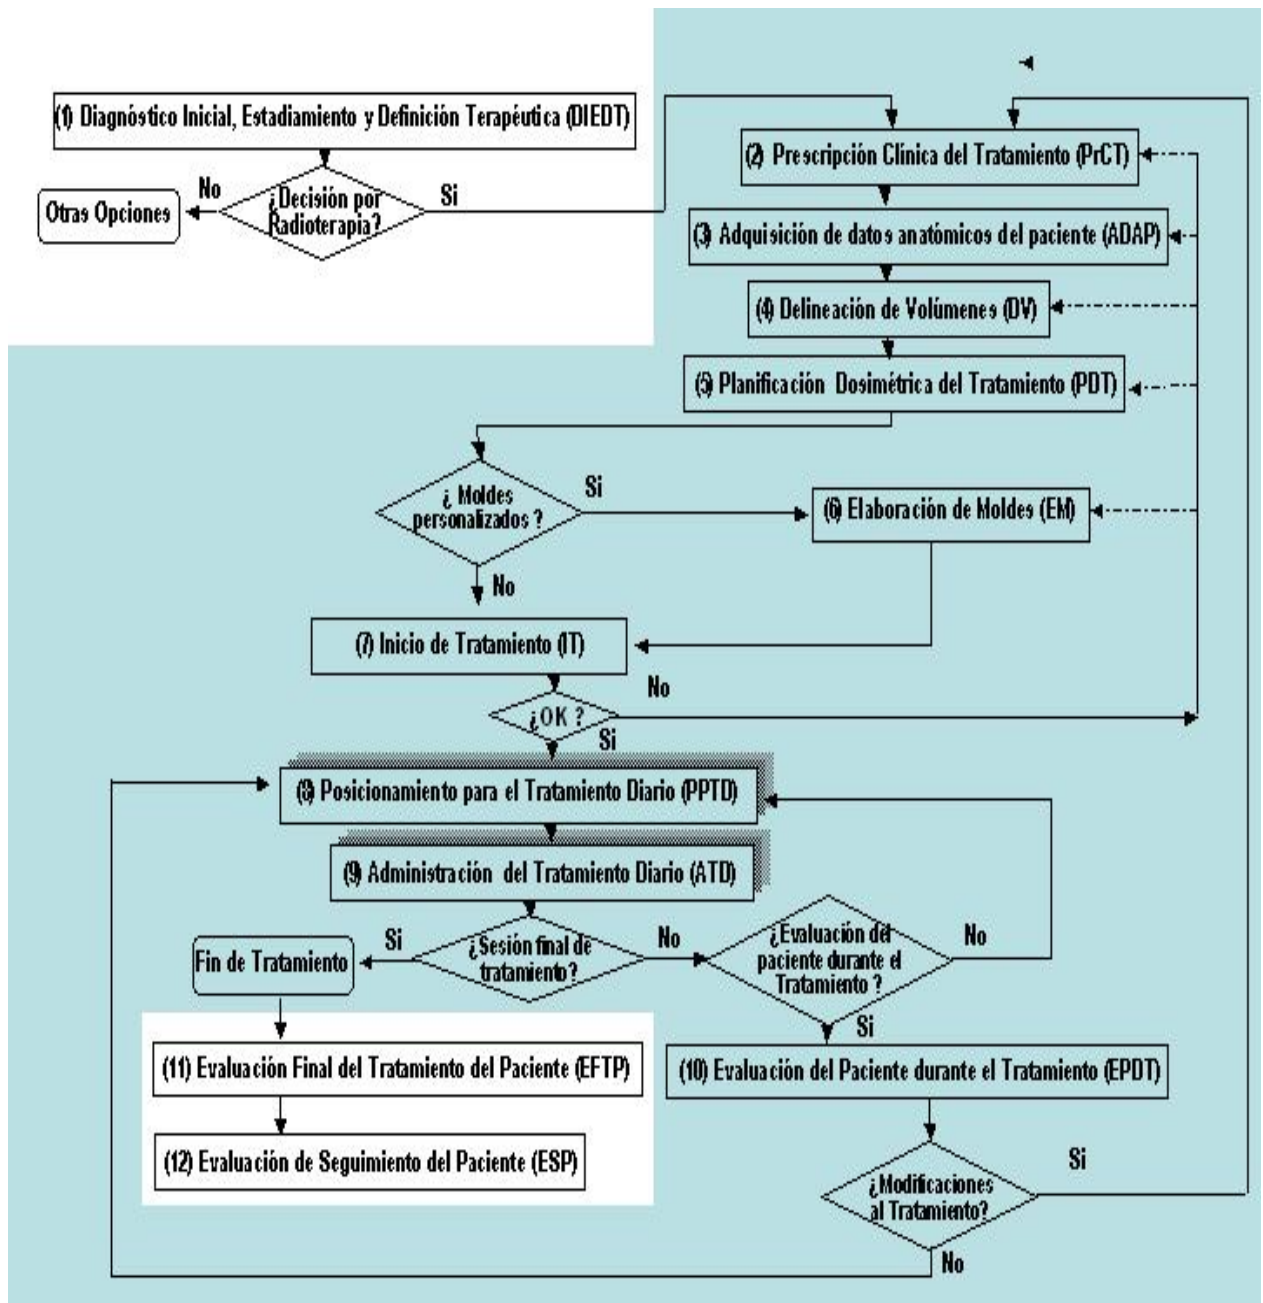 (1) Diagnóstico Inicial, Estadiamiento y Definición Terapéutica (DIEDT)
¿Decisión por
Radioterapia?
No
Si
Otras Opciones
(2) Prescripción Clínica del Tratamiento (PrCT)
(3) Adquisición de datos anatómicos del paciente (ADAP)
(4) Delineación de Volúmenes (DV)
(5) Planificación Dosimétrica del Tratamiento (PDT)
¿ Moldes
personalizados ?
Si
No
(6) Elaboración de Moldes (EM)
(7) Inicio de Tratamiento (IT)
¿OK ?
No
Si
(8) Posicionamiento para el Tratamiento Diario (PPTD)
(9) Administración del Tratamiento Diario (ATD)
¿Sesión final de
tratamiento?
Si
No
Fin de Tratamiento
¿Evaluación del
paciente durante el
Tratamiento ?
No
Si
(11) Evaluación Final del Tratamiento del Paciente (EFTP)
(10) Evaluación del Paciente durante el Tratamiento (EPDT)
(12) Evaluación de Seguimiento del Paciente (ESP)
¿Modificaciones
al Tratamiento?
Si
No